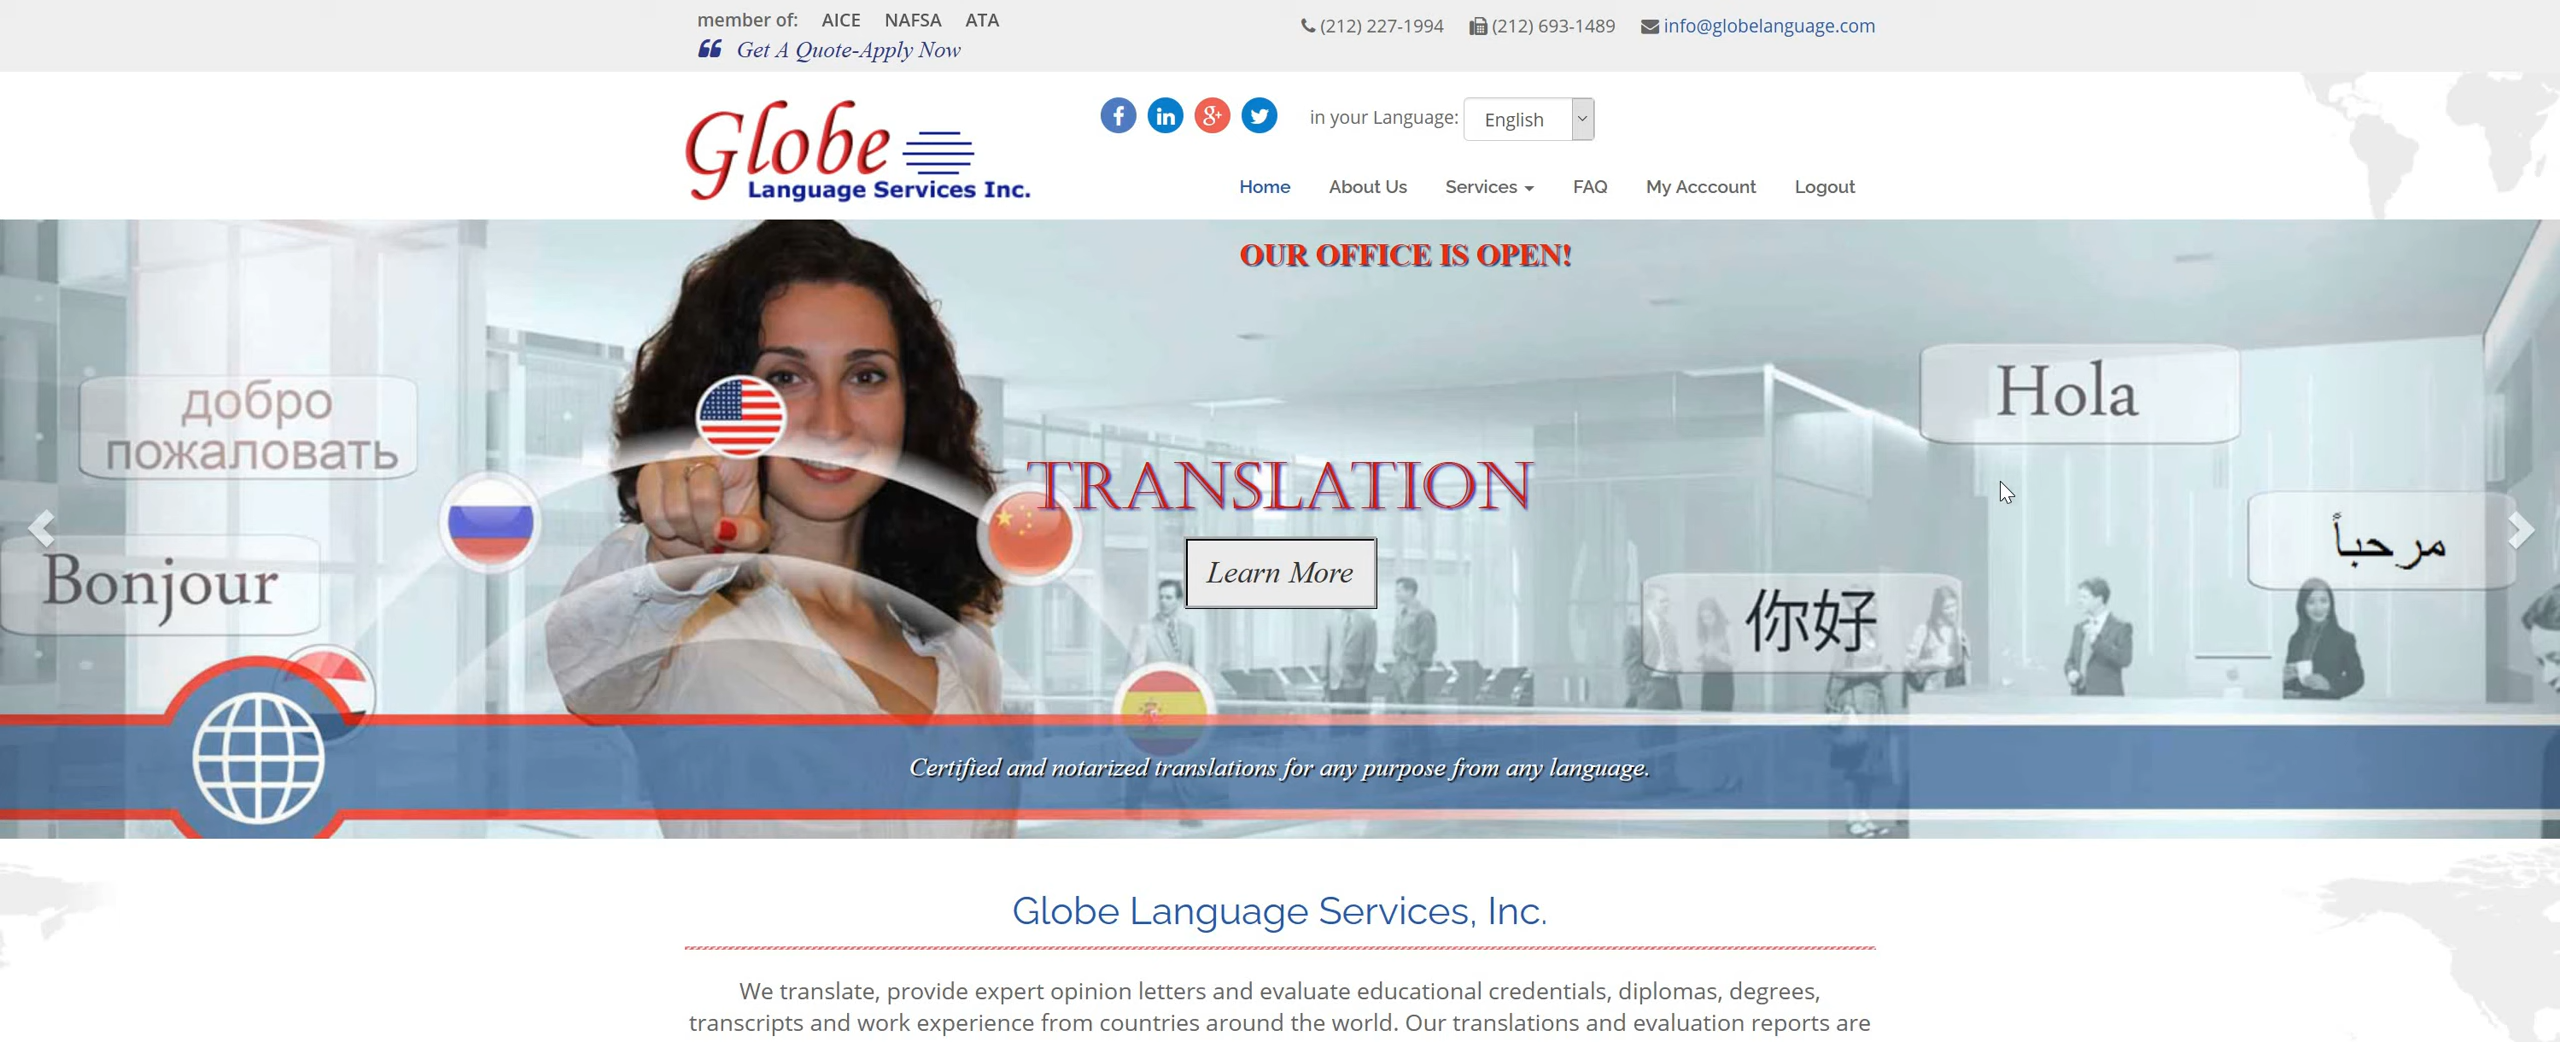 member of: AICE NAFSA ATA
Get A Quote-Apply Now
(212) 227-1994 (212) 693-1489 info@globelanguage.com
Globe
Language Services Inc.
in your Language: English
Home About Us Services FAQ My Acccount Logout
OUR OFFICE IS OPEN!
добро
пожаловать
Hola
TRANSLATION
مرحباً
Bonjour
Learn More
你好
Certified and notarized translations for any purpose from any language.
Globe Language Services, Inc.
We translate, provide expert opinion letters and evaluate educational credentials, diplomas, degrees,
transcripts and work experience from countries around the world. Our translations and evaluation reports are